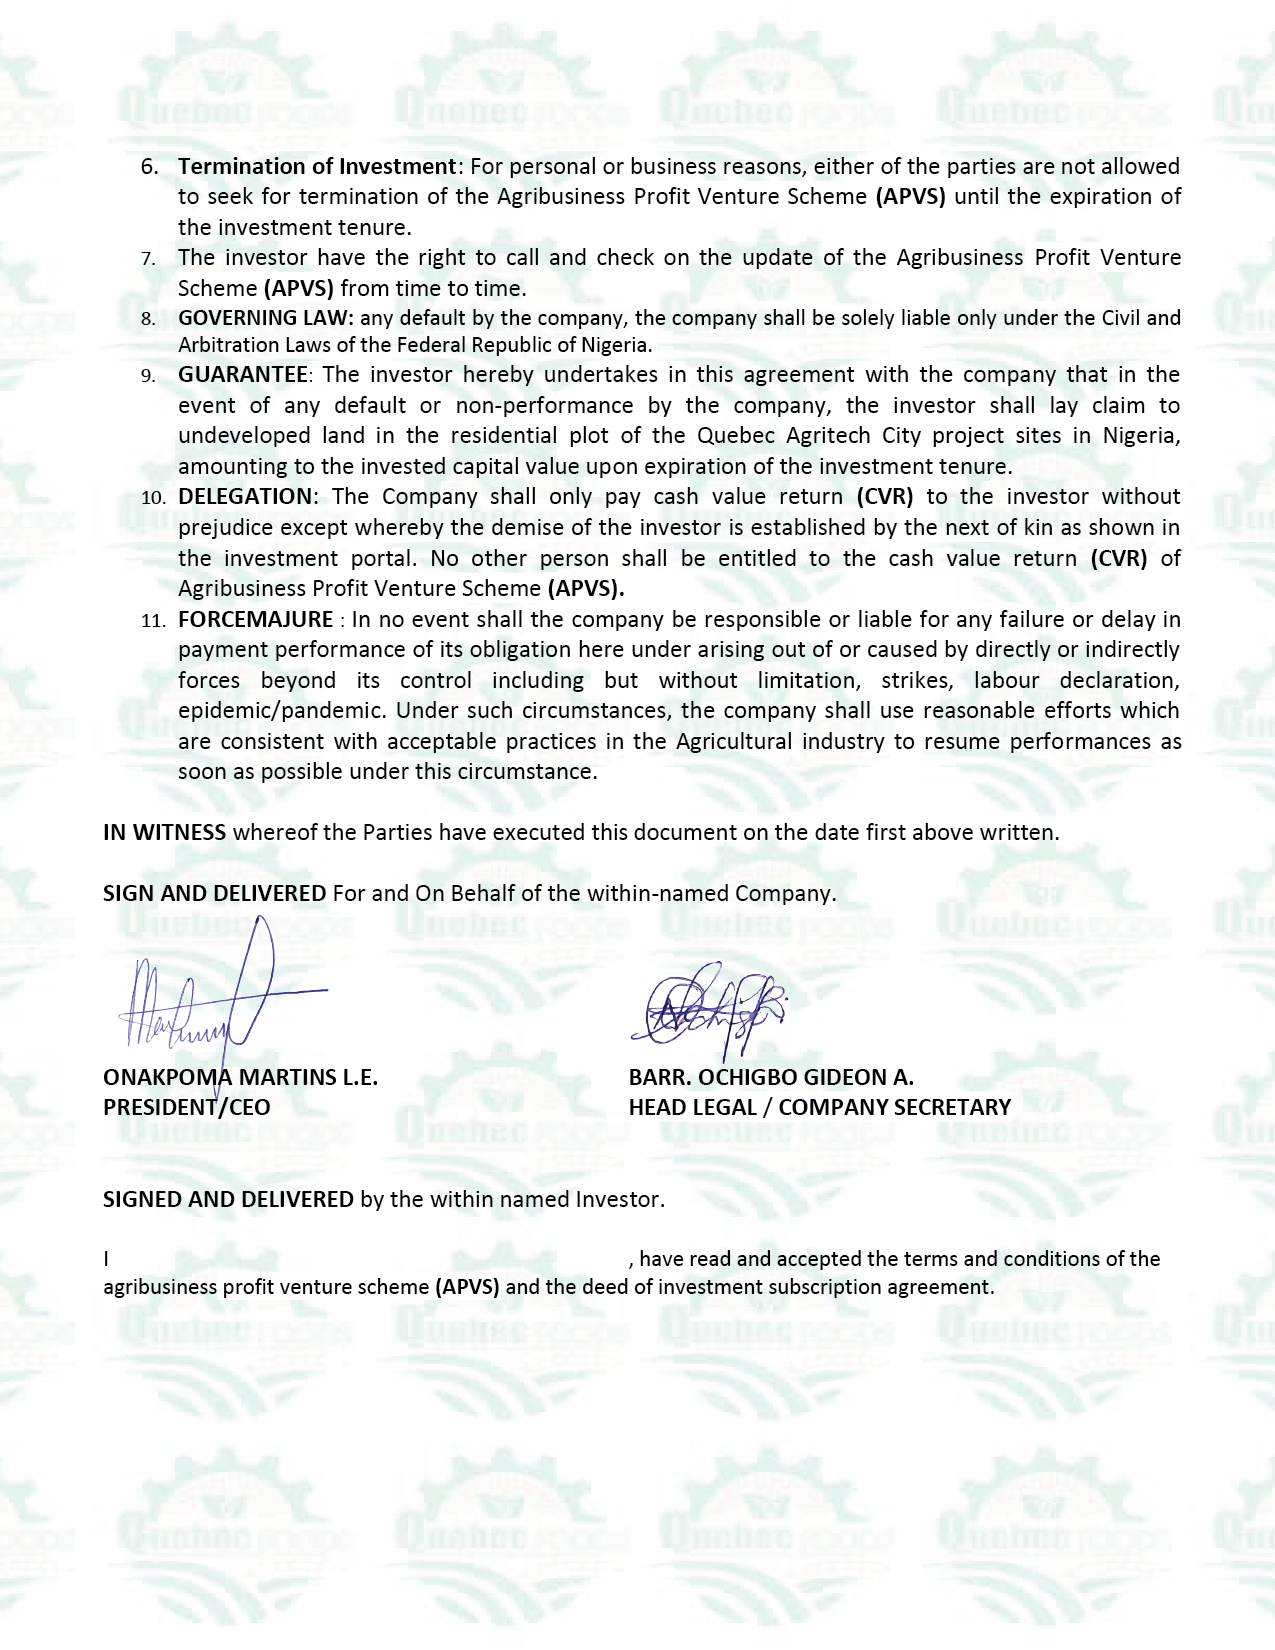 6. Termination of Investment: For personal or business reasons, either of the parties are not allowed
to seek for termination of the Agribusiness Profit Venture Scheme (APVS) until the expiration of
the investment tenure.
7. The investor have the right to call and check on the update of the Agribusiness Profit Venture
Scheme (APVS) from time to time.
8. GOVERNING LAW: any default by the company, the company shall be solely liable only under the Civil and
Arbitration Laws of the Federal Republic of Nigeria.
9. GUARANTEE: The investor hereby undertakes in this agreement with the company that in the
event of any default or non-performance by the company, the investor shall lay claim to
undeveloped land in the residential plot of the Quebec Agritech City project sites in Nigeria,
amounting to the invested capital value upon expiration of the investment tenure.
10. DELEGATION: The Company shall only pay cash value return (CVR) to the investor without
prejudice except whereby the demise of the investor is established by the next of kin as shown in
the investment portal. No other person shall be entitled to the cash value return (CVR) of
Agribusiness Profit Venture Scheme (APVS).
11. FORCEMAJURE : In no event shall the company be responsible or liable for any failure or delay in
payment performance of its obligation here under arising out of or caused by directly or indirectly
forces beyond its control including but without limitation, strikes, labour declaration,
epidemic/pandemic. Under such circumstances, the company shall use reasonable efforts which
are consistent with acceptable practices in the Agricultural industry to resume performances as
soon as possible under this circumstance.
IN WITNESS whereof the Parties have executed this document on the date first above written.
SIGN AND DELIVERED For and On Behalf of the within-named Company.
ONAKPOMA MARTINS L.E. BARR. OCHIGBO GIDEON A.
PRESIDENT/CEO HEAD LEGAL / COMPANY SECRETARY
SIGNED AND DELIVERED by the within named Investor.
I , have read and accepted the terms and conditions of the
agribusiness profit venture scheme (APVS) and the deed of investment subscription agreement.